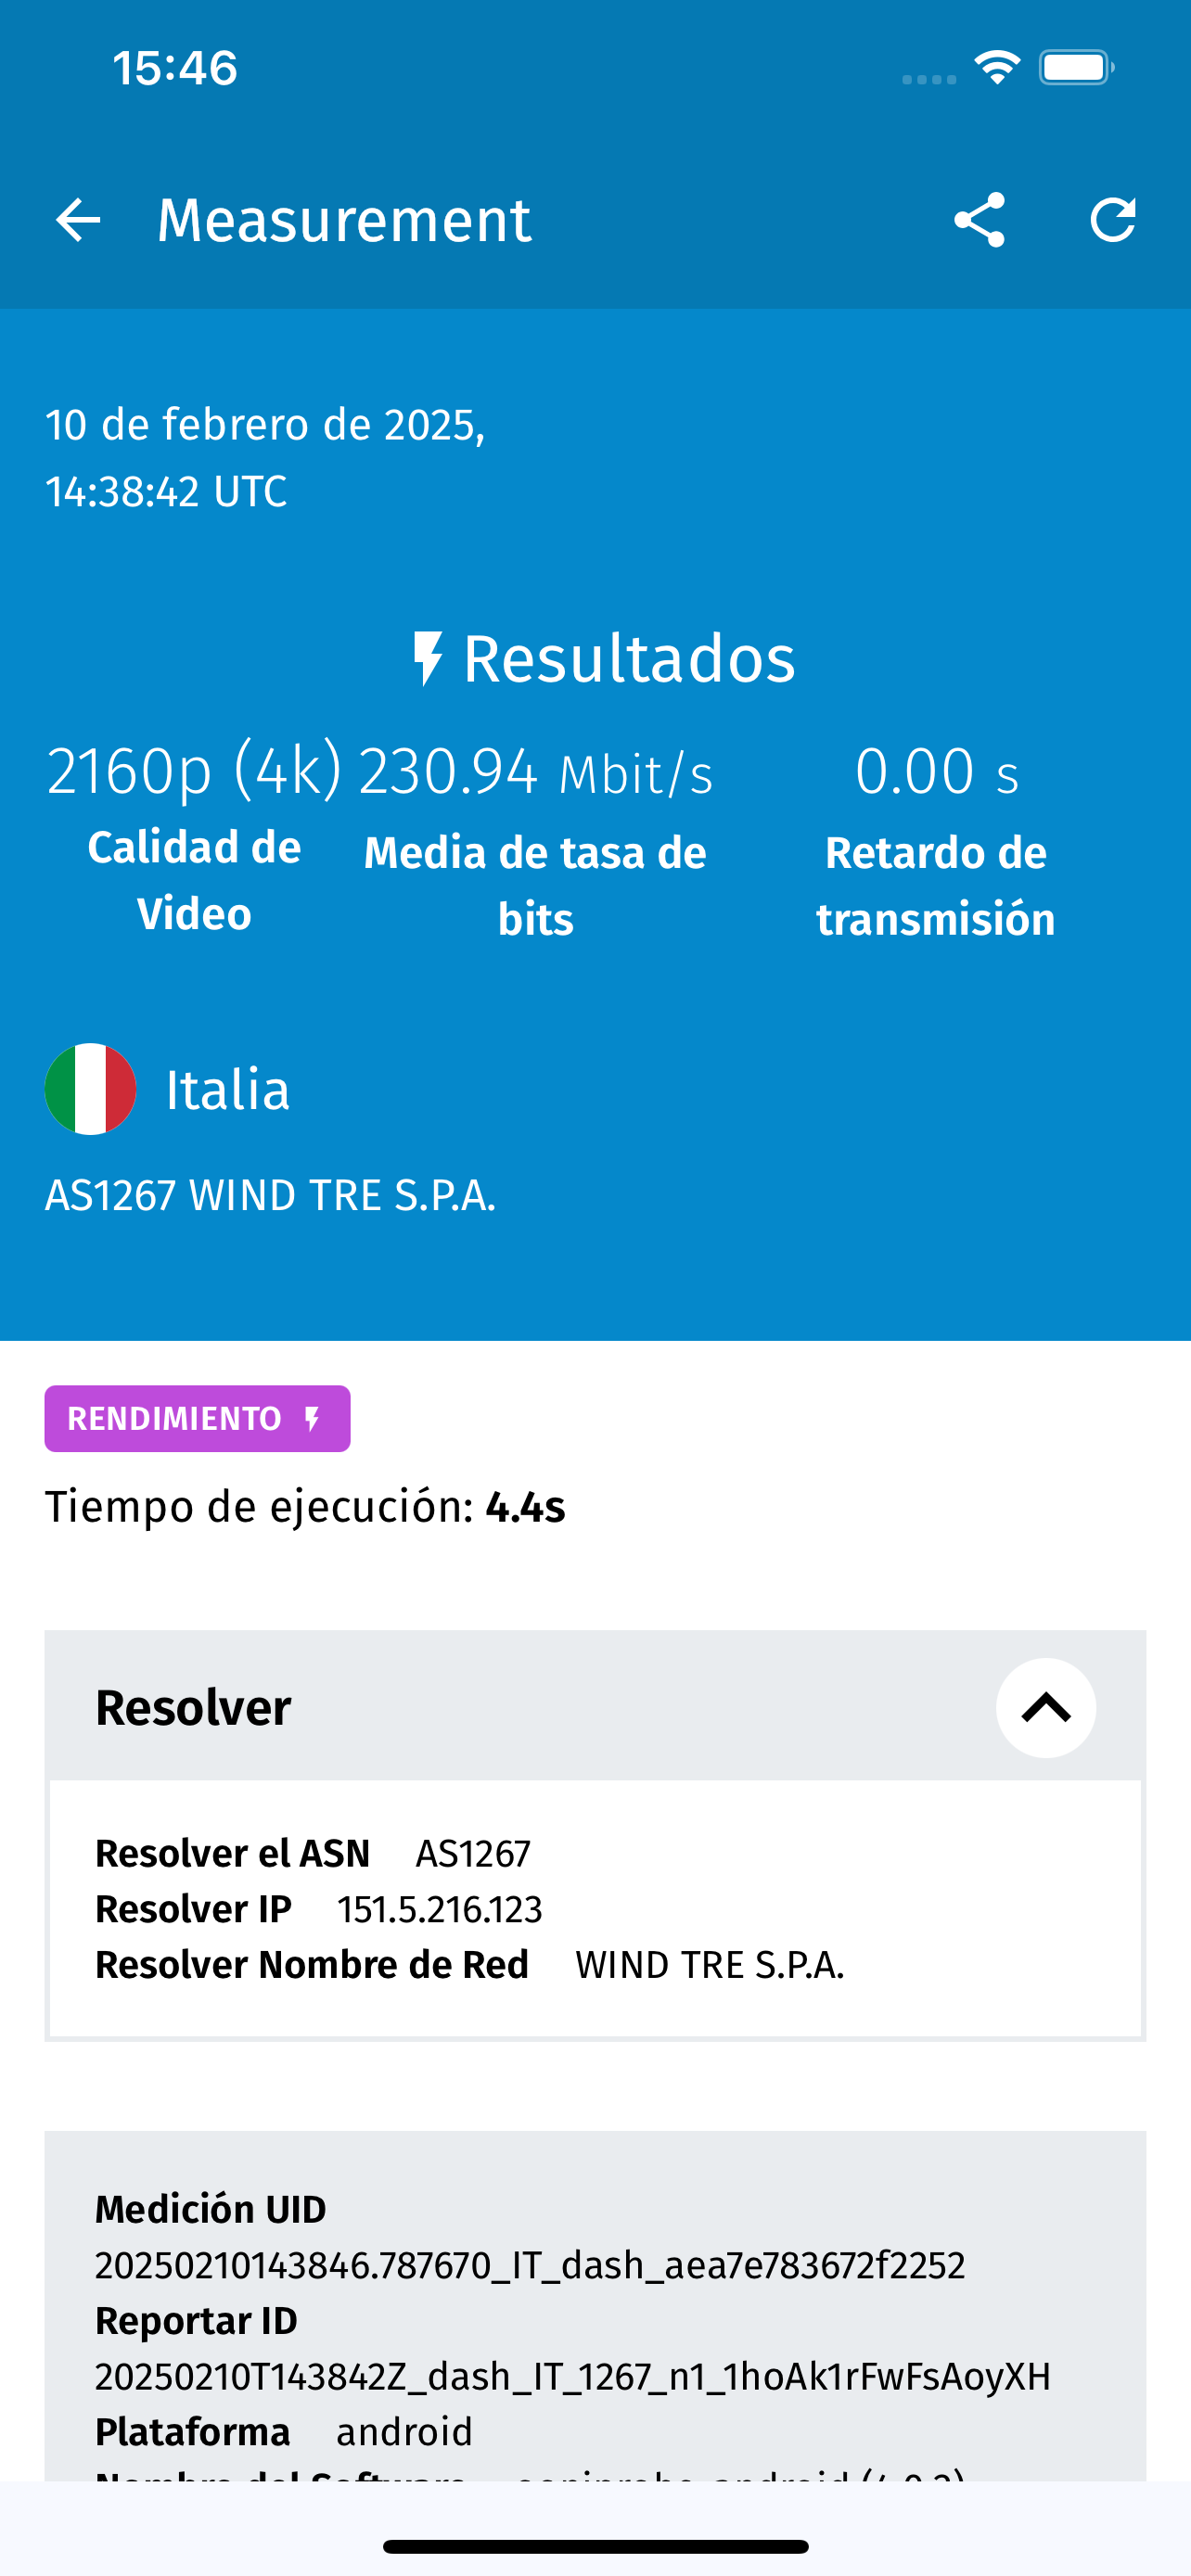 15:46
Measurement
10 de febrero de 2025,
14:38:42 UTC
Resultados
2160p (4k) 230.94 Mbit/s 0.00 s
Calidad de Video
Media de tasa de bits
Retardo de transmisión
Italia
AS1267 WIND TRE S.P.A.
RENDIMIENTO
Tiempo de ejecución: 4.4s
Resolver
Resolver el ASN AS1267
Resolver IP 151.5.216.123
Resolver Nombre de Red WIND TRE S.P.A.
Medición UID
20250210143846.787670_IT_dash_aea7e783672f2252
Reportar ID
20250210T143842Z_dash_IT_1267_n1_1hoAk1rFwFsAoyXH
Plataforma android
Nombre del Software